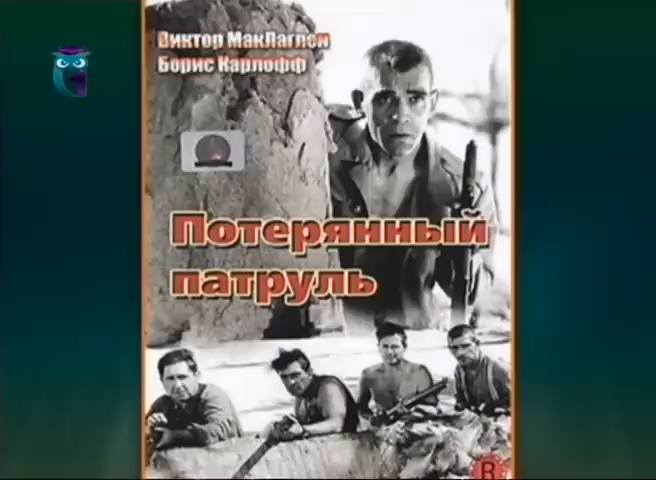 Виктор МакЛаглен
Борис Карлофф
Потерянный
патруль
R